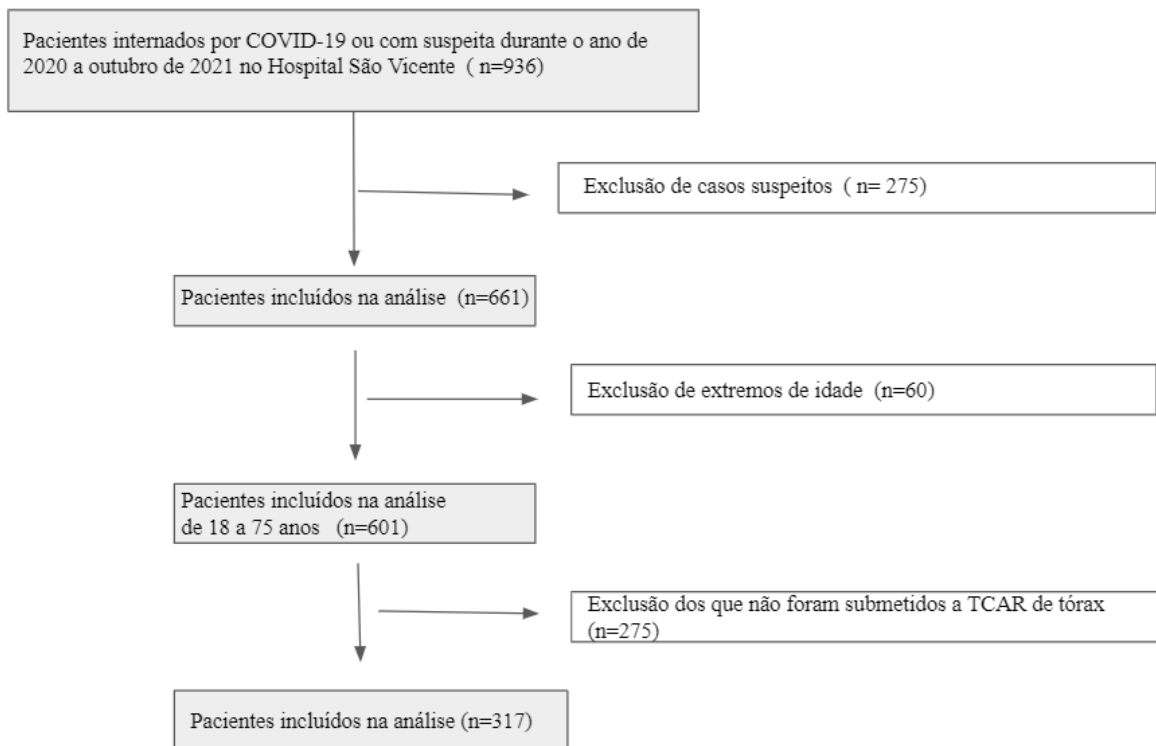 Pacientes internados por COVID-19 ou com suspeita durante o ano de
2020 a outubro de 2021 no Hospital São Vicente ( n=936)
Exclusão de casos suspeitos ( n= 275)
Pacientes incluídos na análise (n=661)
Exclusão de extremos de idade (n=60)
Pacientes incluídos na análise
de 18 a 75 anos (n=601)
Exclusão dos que não foram submetidos a TCAR de tórax
(n=275)
Pacientes incluídos na análise (n=317)